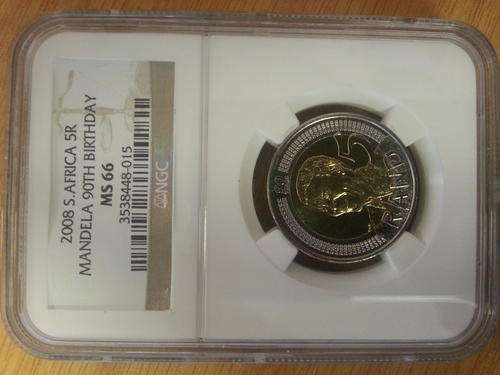 2008 S.AFRICA 5R
MANDELA 90TH BIRTHDAY
MS 66
3538448-015
NGC
5 RAND